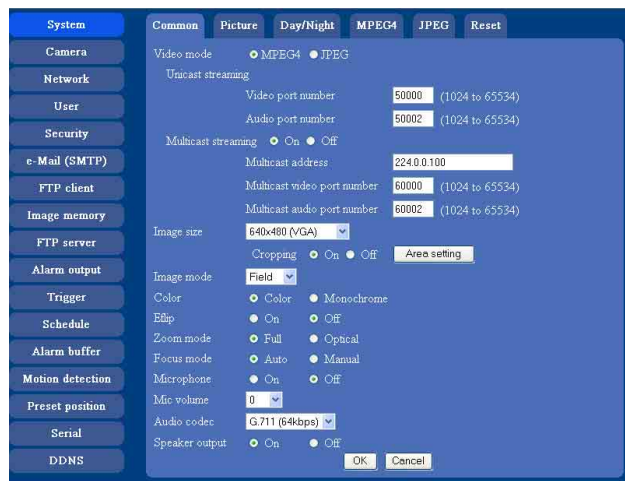 System
Camera
Network
User
Security
e-Mail (SMTP)
FTP client
Image memory
FTP server
Alarm output
Trigger
Schedule
Alarm buffer
Motion detection
Preset position
Serial
DDNS
Common Picture Day/Night MPEG4 JPEG Reset
Video mode MPEG4 JPEG
Unicast streaming
Video port number 50000 (1024 to 65534)
Audio port number 50002 (1024 to 65534)
Multicast streaming On Off
Multicast address 224.0.0.100
Multicast video port number 60000 (1024 to 65534)
Multicast audio port number 60002 (1024 to 65534)
Image size 640x480 (VGA)
Cropping On Off Area setting
Image mode Field
Color Color Monochrome
Eflip On Off
Zoom mode Full Optical
Focus mode Auto Manual
Microphone On Off
Mic volume 0
Audio codec G.711 (64kbps)
Speaker output On Off
OK Cancel